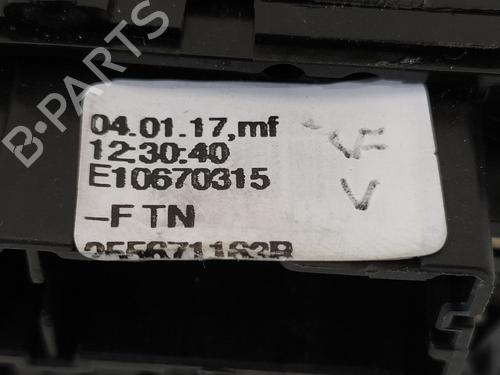 B-PARTS
04.01.17,mf
12:30:40
E10670315
-F TN
VF
V